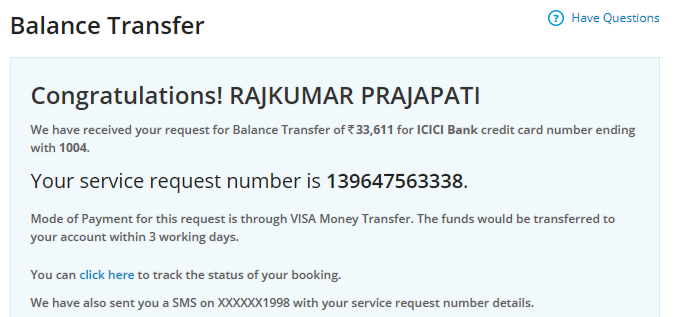 Balance Transfer
? Have Questions
Congratulations! RAJKUMAR PRAJAPATI
We have received your request for Balance Transfer of ₹33,611 for ICICI Bank credit card number ending
with 1004.
Your service request number is 139647563338.
Mode of Payment for this request is through VISA Money Transfer. The funds would be transferred to
your account within 3 working days.
You can click here to track the status of your booking.
We have also sent you a SMS on XXXXXX1998 with your service request number details.